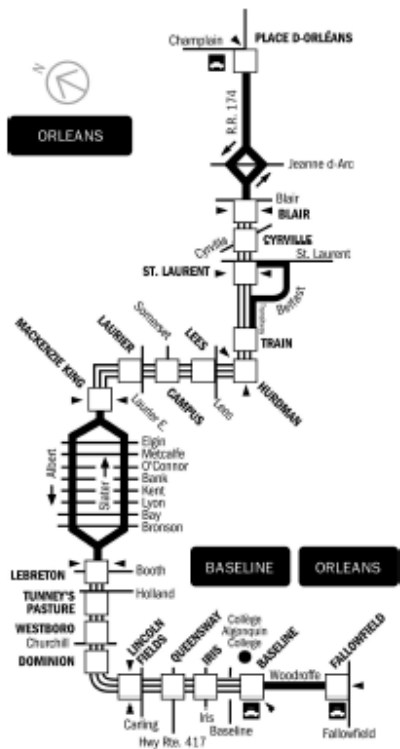 Champlain
PLACE D-ORLÉANS
N
ORLEANS
R.R. 174
Jeanne d-Arc
Blair
BLAIR
CYRVILLE
Cyrville
St. Laurent
ST. LAURENT
Belfast
TRAIN
MACKENZIE KING
LAURIER
Somerset
LEES
CAMPUS
Lees
HURDMAN
Laurier E.
Albert
Slater
Elgin
Metcalfe
O'Connor
Bank
Kent
Lyon
Bay
Bronson
BASELINE
ORLEANS
LEBRETON
Booth
TUNNEY'S
PASTURE
Holland
WESTBORO
Churchill
DOMINION
LINCOLN
FIELDS
QUEENSWAY
IRIS
Collège
Algonquin
College
BASELINE
Woodroffe
FALLOWFIELD
Carling
Hwy Rte. 417
Iris
Baseline
Fallowfield